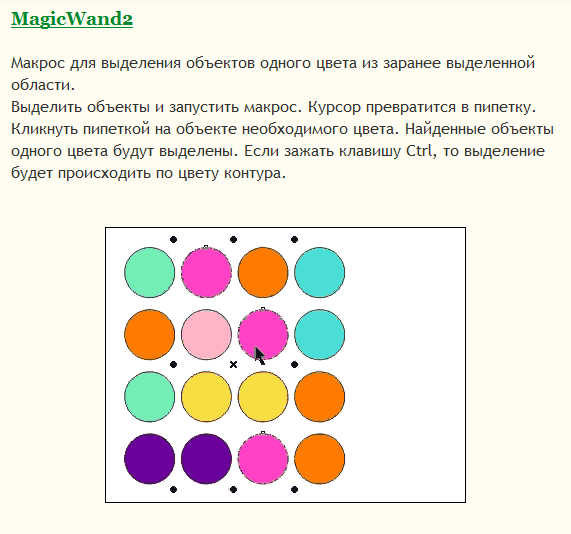 MagicWand2
Макрос для выделения объектов одного цвета из заранее выделенной
области.
Выделить объекты и запустить макрос. Курсор превратится в пипетку.
Кликнуть пипеткой на объекте необходимого цвета. Найденные объекты
одного цвета будут выделены. Если зажать клавишу Ctrl, то выделение
будет происходить по цвету контура.